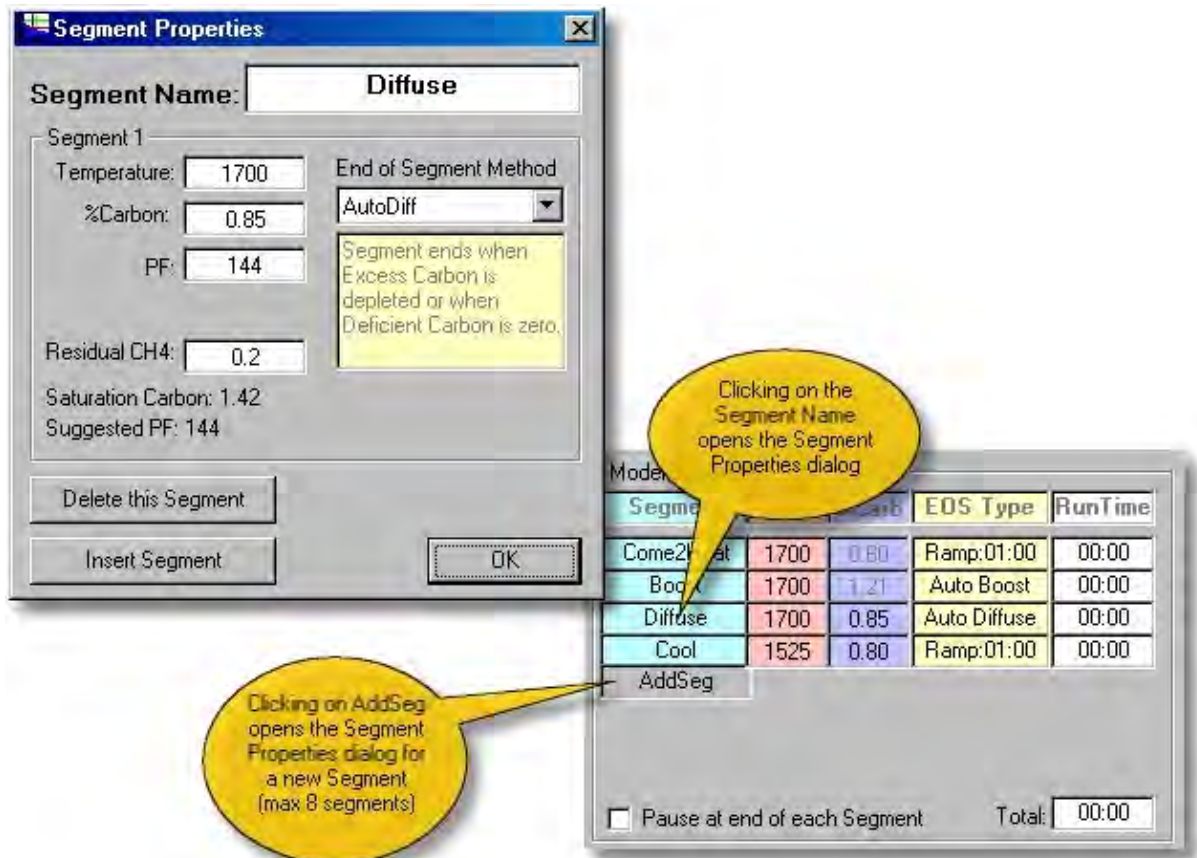 Segment Properties
Segment Name: Diffuse
Segment 1
Temperature: 1700
%Carbon: 0.85
PF: 144
Residual CH4: 0.2
Saturation Carbon: 1.42
Suggested PF: 144
End of Segment Method
AutoDiff
Segment ends when
Excess Carbon is
depleted or when
Deficient Carbon is zero.
Delete this Segment
Insert Segment
OK
Clicking on the
Segment Name
opens the Segment
Properties dialog
EOS Type RunTime
1700 0.80 Ramp:01:00 00:00
1700 1.21 Auto Boost 00:00
Diffuse 1700 0.85 Auto Diffuse 00:00
Cool 1525 0.80 Ramp:01:00 00:00
AddSeg
Clicking on AddSeg
opens the Segment
Properties dialog for
a new Segment
(max 8 segments)
Pause at end of each Segment Total: 00:00